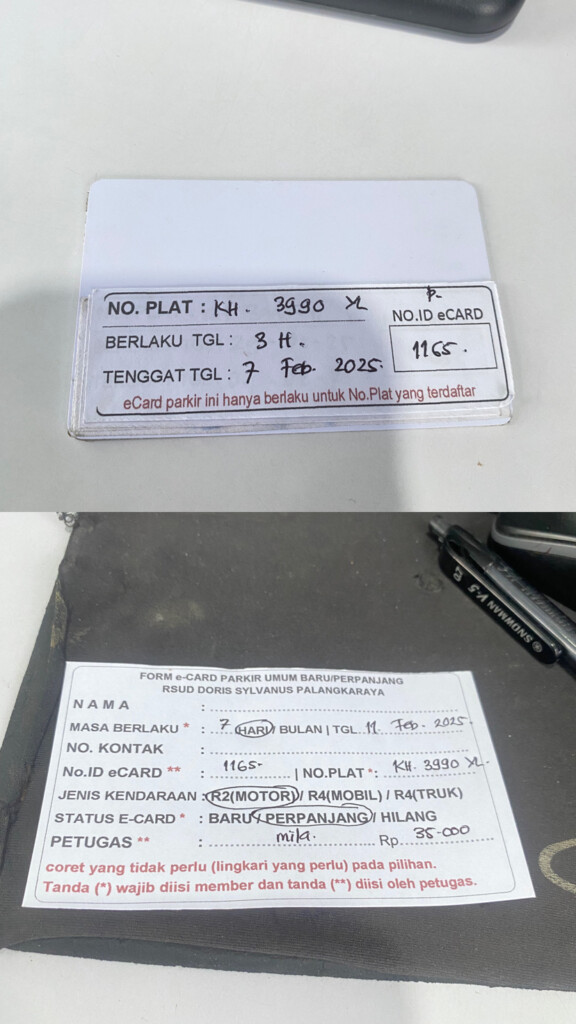 P.
NO. PLAT : KH. 3990 YL
NO.ID eCARD
BERLAKU TGL : 3 H.
1165.
TENGGAT TGL : 7 Feb. 2025.
eCard parkir ini hanya berlaku untuk No.Plat yang terdaftar
SNOWMAN V-5
FORM e-CARD PARKIR UMUM BARU/PERPANJANG
RSUD DORIS SYLVANUS PALANGKARAYA
NAMA :
MASA BERLAKU * : 7 HARI/ BULAN | TGL. 11 Feb. 2025.
NO. KONTAK :
No.ID eCARD ** : 1165. | NO.PLAT *: KH. 3990 YL.
JENIS KENDARAAN : R2(MOTOR)/ R4(MOBIL) / R4(TRUK)
STATUS E-CARD * : BARU / PERPANJANG / HILANG
PETUGAS ** : mila. Rp. 35.000
coret yang tidak perlu (lingkari yang perlu) pada pilihan.
Tanda (*) wajib diisi member dan tanda (**) diisi oleh petugas.